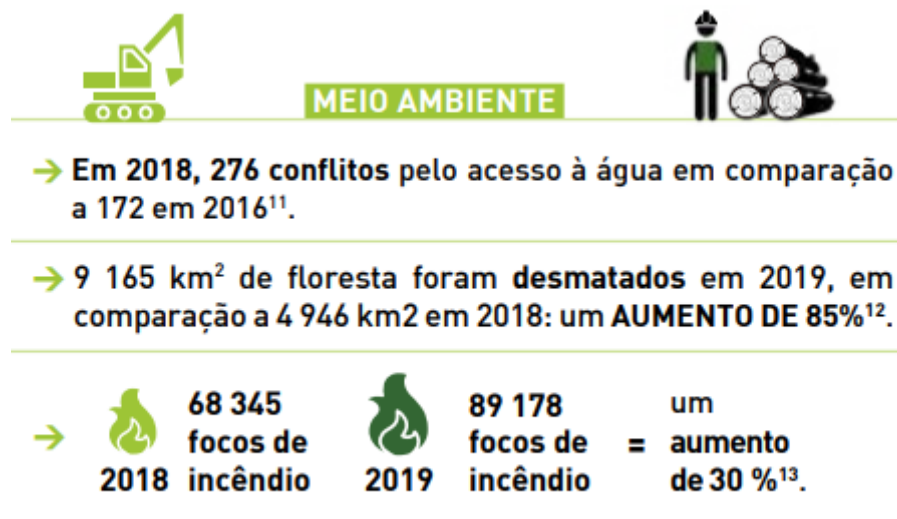 MEIO AMBIENTE
→ Em 2018, 276 conflitos pelo acesso à água em comparação
a 172 em 2016¹¹.
→ 9 165 km² de floresta foram desmatados em 2019, em
comparação a 4 946 km2 em 2018: um AUMENTO DE 85%¹².
→ 2018 68 345 focos de incêndio 2019 89 178 focos de incêndio = um aumento de 30 %¹³.